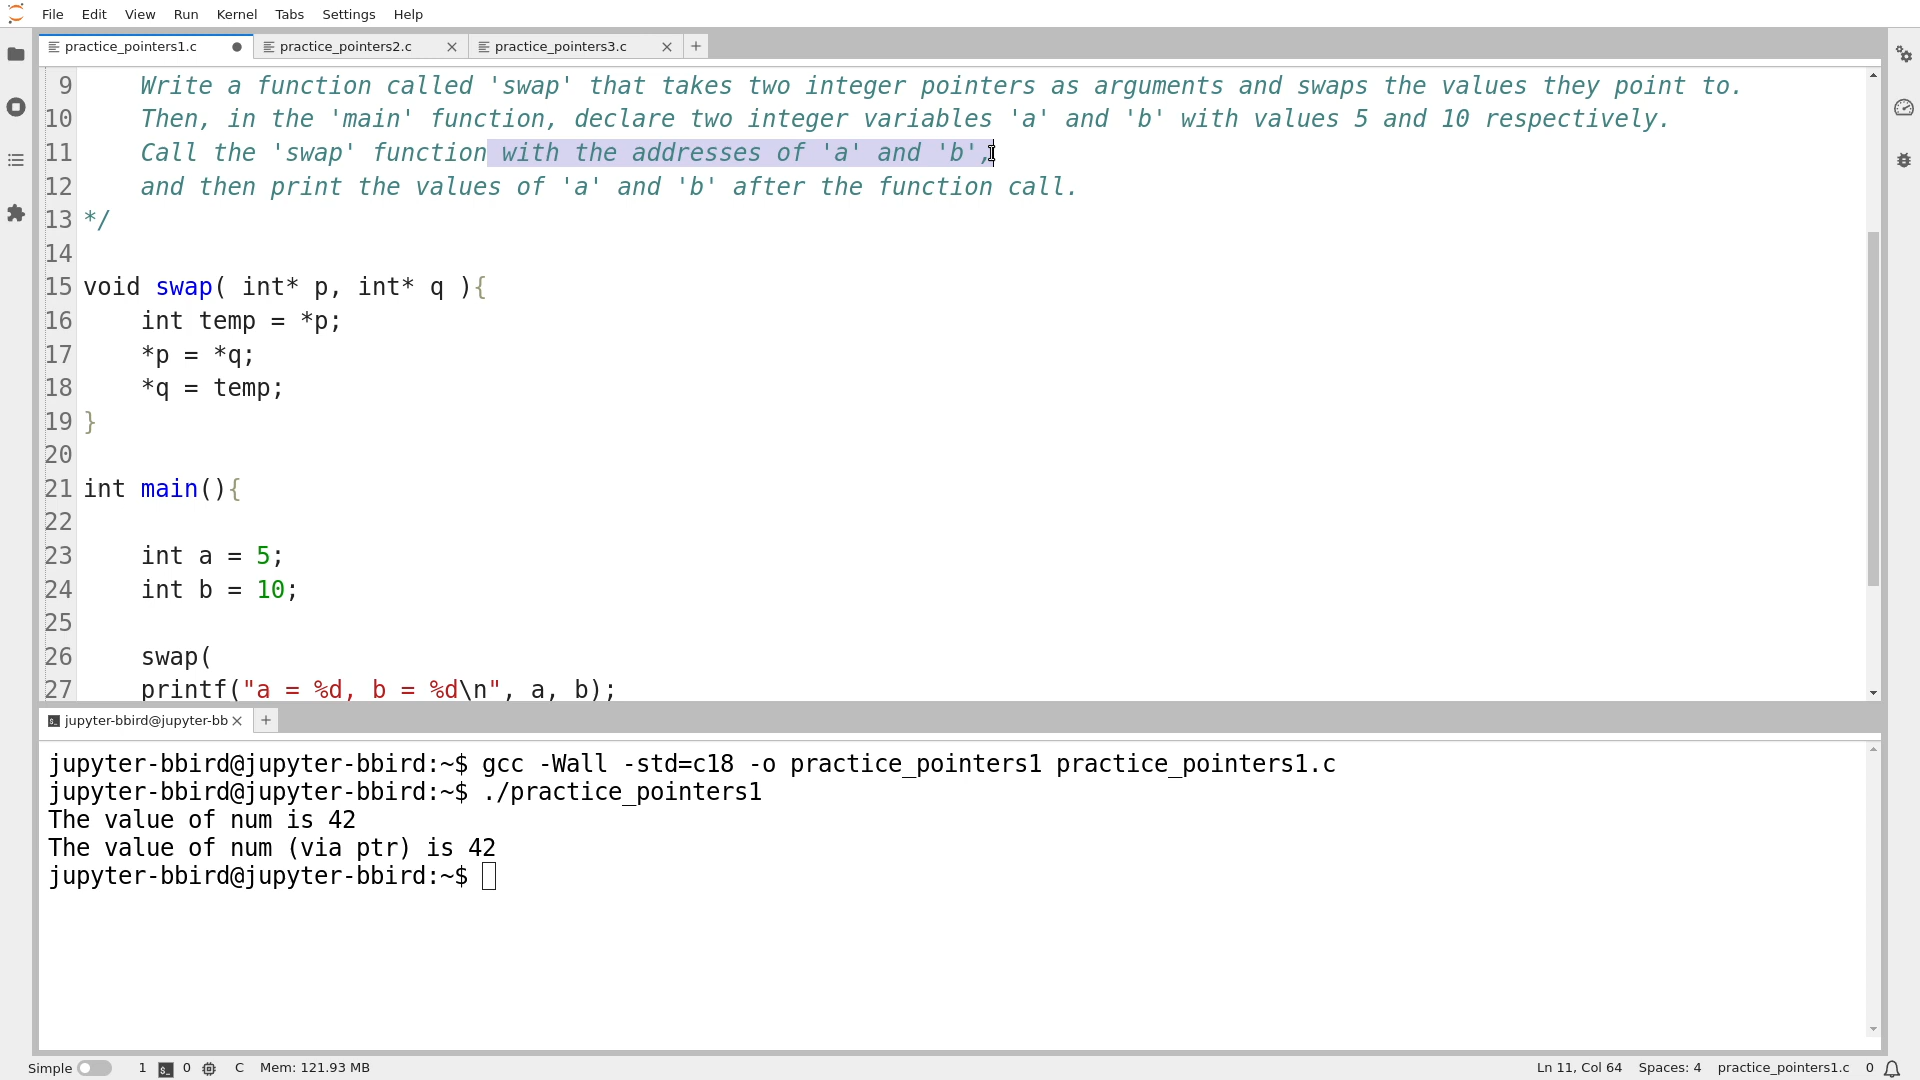 File Edit View Run Kernel Tabs Settings Help
practice_pointers1.c practice_pointers2.c practice_pointers3.c
9 Write a function called 'swap' that takes two integer pointers as arguments and swaps the values they point to.
10 Then, in the 'main' function, declare two integer variables 'a' and 'b' with values 5 and 10 respectively.
11 Call the 'swap' function with the addresses of 'a' and 'b',
12 and then print the values of 'a' and 'b' after the function call.
13 */
14
15 void swap( int* p, int* q ){
16 int temp = *p;
17 *p = *q;
18 *q = temp;
19 }
20
21 int main(){
22
23 int a = 5;
24 int b = 10;
25
26 swap(
27 printf("a = %d, b = %d\n", a, b);
jupyter-bbird@jupyter-bb
jupyter-bbird@jupyter-bbird:~$ gcc -Wall -std=c18 -o practice_pointers1 practice_pointers1.c
jupyter-bbird@jupyter-bbird:~$ ./practice_pointers1
The value of num is 42
The value of num (via ptr) is 42
jupyter-bbird@jupyter-bbird:~$
Simple 1 0 C Mem: 121.93 MB Ln 11, Col 64 Spaces: 4 practice_pointers1.c 0